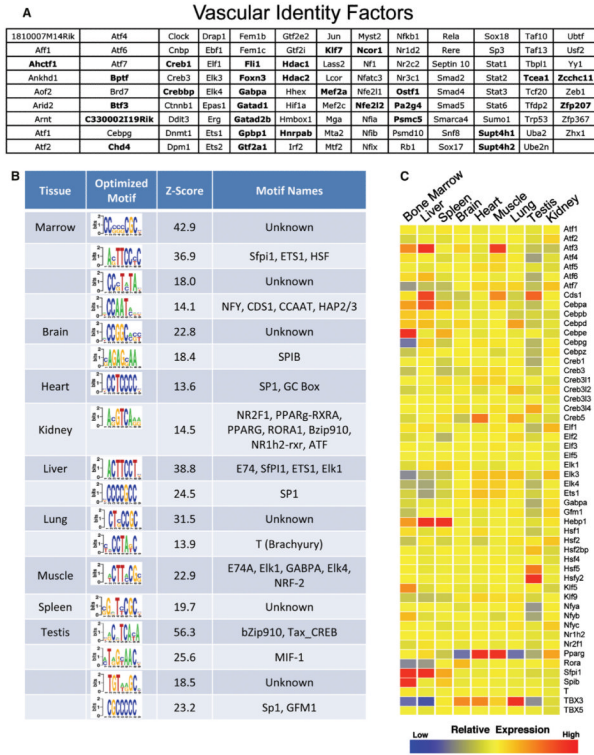 A
Vascular Identity Factors
1810007M14Rik Atf4 Clock Drap1 Fem1b Gtf2e2 Jun Myst2 Nfkb1 Rela Sox18 Taf10 Ubtf
Aff1 Atf6 Cnbp Ebf1 Fem1c Gtf2i Klf7 Ncor1 Nr1d2 Rere Sp3 Taf13 Usf2
Ahctf1 Atf7 Creb1 Elf1 Fli1 Hdac1 Lass2 Nf1 Nr2c2 Septin 10 Stat1 Tbpl1 Yy1
Ankhd1 Bptf Creb3 Elk3 Foxn3 Hdac2 Lcor Nfatc3 Nr3c1 Smad2 Stat2 Tcea1 Zcchc11
Aof2 Brd7 Crebbp Elk4 Gabpa Hhex Mef2a Nfe2l1 Ostf1 Smad4 Stat3 Tcf20 Zeb1
Arid2 Btf3 Ctnnb1 Epas1 Gatad1 Hif1a Mef2c Nfe2l2 Pa2g4 Smad5 Stat6 Tfdp2 Zfp207
Arnt C330002I19Rik Ddit3 Erg Gatad2b Hmbox1 Mga Nfia Psmc5 Smarca4 Sumo1 Trp53 Zfp367
Atf1 Cebpg Dnmt1 Ets1 Gpbp1 Hnrpab Mta2 Nfib Psmd10 Snf8 Supt4h1 Uba2 Zhx1
Atf2 Chd4 Dpm1 Ets2 Gtf2a1 Irf2 Mtf2 Nfix Rb1 Sox17 Supt4h2 Ube2n
B
Tissue Optimized Motif Z-Score Motif Names
Marrow 42.9 Unknown
36.9 Sfpi1, ETS1, HSF
18.0 Unknown
14.1 NFY, CDS1, CCAAT, HAP2/3
Brain 22.8 Unknown
18.4 SPIB
Heart 13.6 SP1, GC Box
Kidney 14.5 NR2F1, PPARg-RXRA,
PPARG, RORA1, Bzip910,
NR1h2-rxr, ATF
Liver 38.8 E74, SfPI1, ETS1, Elk1
24.5 SP1
Lung 31.5 Unknown
13.9 T (Brachyury)
Muscle 22.9 E74A, Elk1, GABPA, Elk4,
NRF-2
Spleen 19.7 Unknown
Testis 56.3 bZip910, Tax_CREB
25.6 MIF-1
18.5 Unknown
23.2 Sp1, GFM1
C
Bone Marrow
Liver
Spleen
Brain
Heart
Muscle
Lung
Testis
Kidney
Atf1
Atf2
Atf3
Atf4
Atf5
Atf6
Atf7
Cds1
Cebpa
Cebpb
Cebpd
Cebpe
Cebpg
Cebpz
Creb1
Creb3
Creb3l1
Creb3l2
Creb3l3
Creb3l4
Creb5
Elf1
Elf2
Elf3
Elf5
Elk1
Elk3
Elk4
Ets1
Gabpa
Gfm1
Hebp1
Hsf1
Hsf2
Hsf2bp
Hsf4
Hsf5
Hsfy2
Klf5
Klf9
Nfya
Nfyb
Nfyc
Nr1h2
Nr2f1
Pparg
Rora
Sfpi1
Spib
T
TBX3
TBX5
Low Relative Expression High